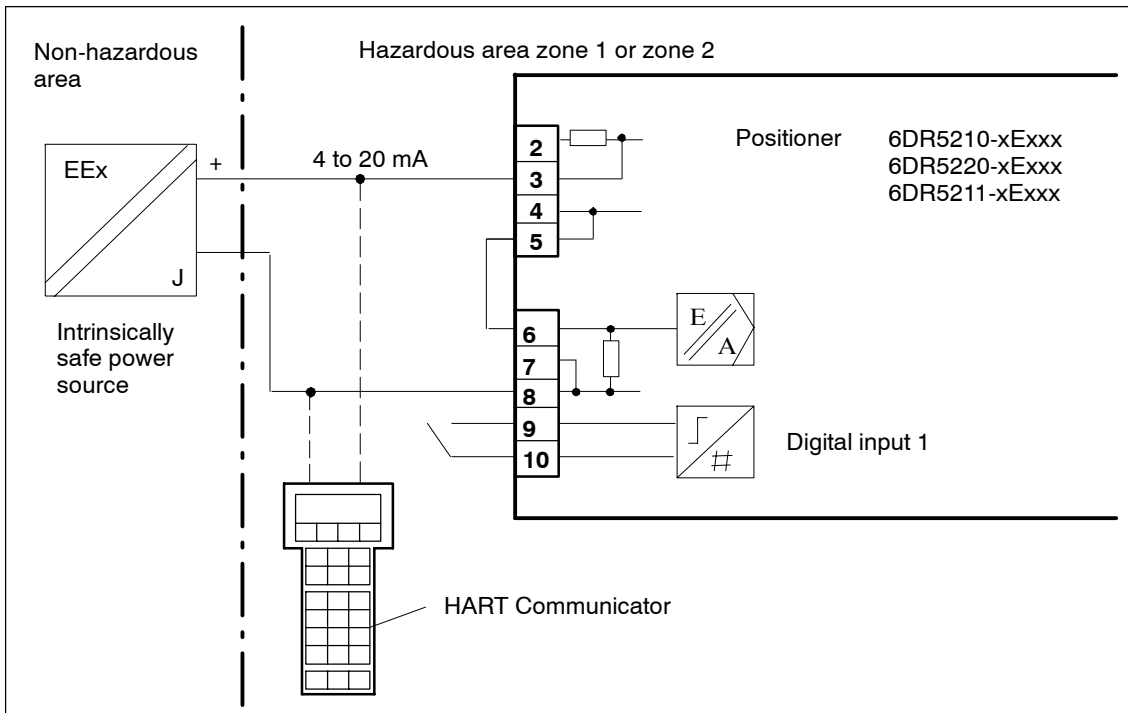 Non-hazardous
area
Hazardous area zone 1 or zone 2
EEx
J
+
4 to 20 mA
Intrinsically
safe power
source
2
3
4
5
6
7
8
9
10
Positioner
6DR5210-xExxx
6DR5220-xExxx
6DR5211-xExxx
E
A
#
Digital input 1
HART Communicator